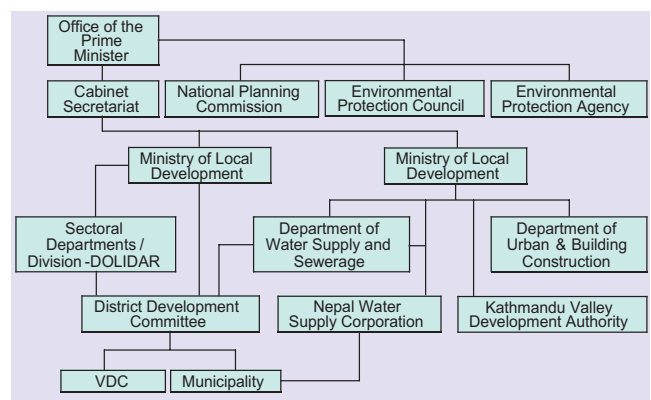 Office of the
Prime
Minister
Cabinet
Secretariat
National Planning
Commission
Environmental
Protection Council
Environmental
Protection Agency
Ministry of Local
Development
Ministry of Local
Development
Sectoral
Departments /
Division -DOLIDAR
Department of
Water Supply and
Sewerage
Department of
Urban & Building
Construction
District Development
Committee
Nepal Water
Supply Corporation
Kathmandu Valley
Development Authority
VDC
Municipality